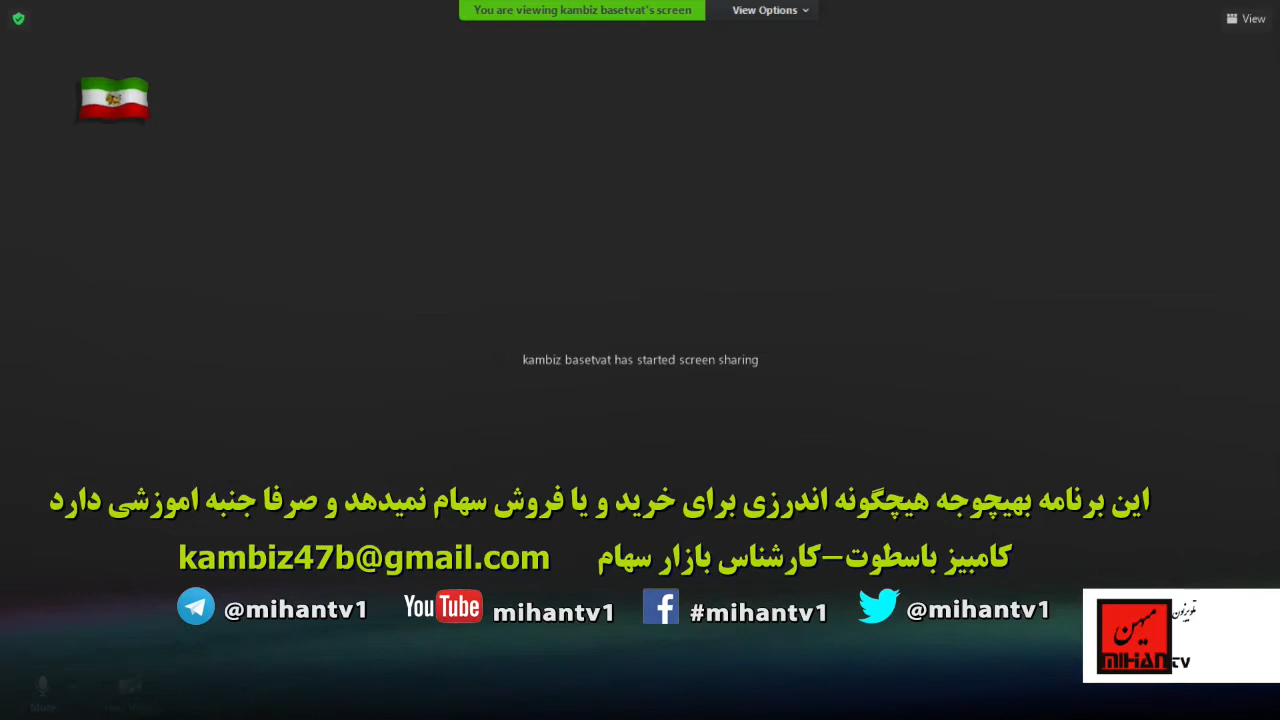 You are viewing kambiz basetvat's screen
View Options
View
kambiz basetvat has started screen sharing
این برنامه بهیچوجه هیچگونه اندرزی برای خرید و یا فروش سهام نمیدهد و صرفا جنبه اموزشی دارد
کامبیز باسطوت-کارشناس بازار سهام kambiz47b@gmail.com
@mihantv1 YouTube mihantv1 #mihantv1 @mihantv1
تلویزیون
میهن
MIHAN TV
Mute